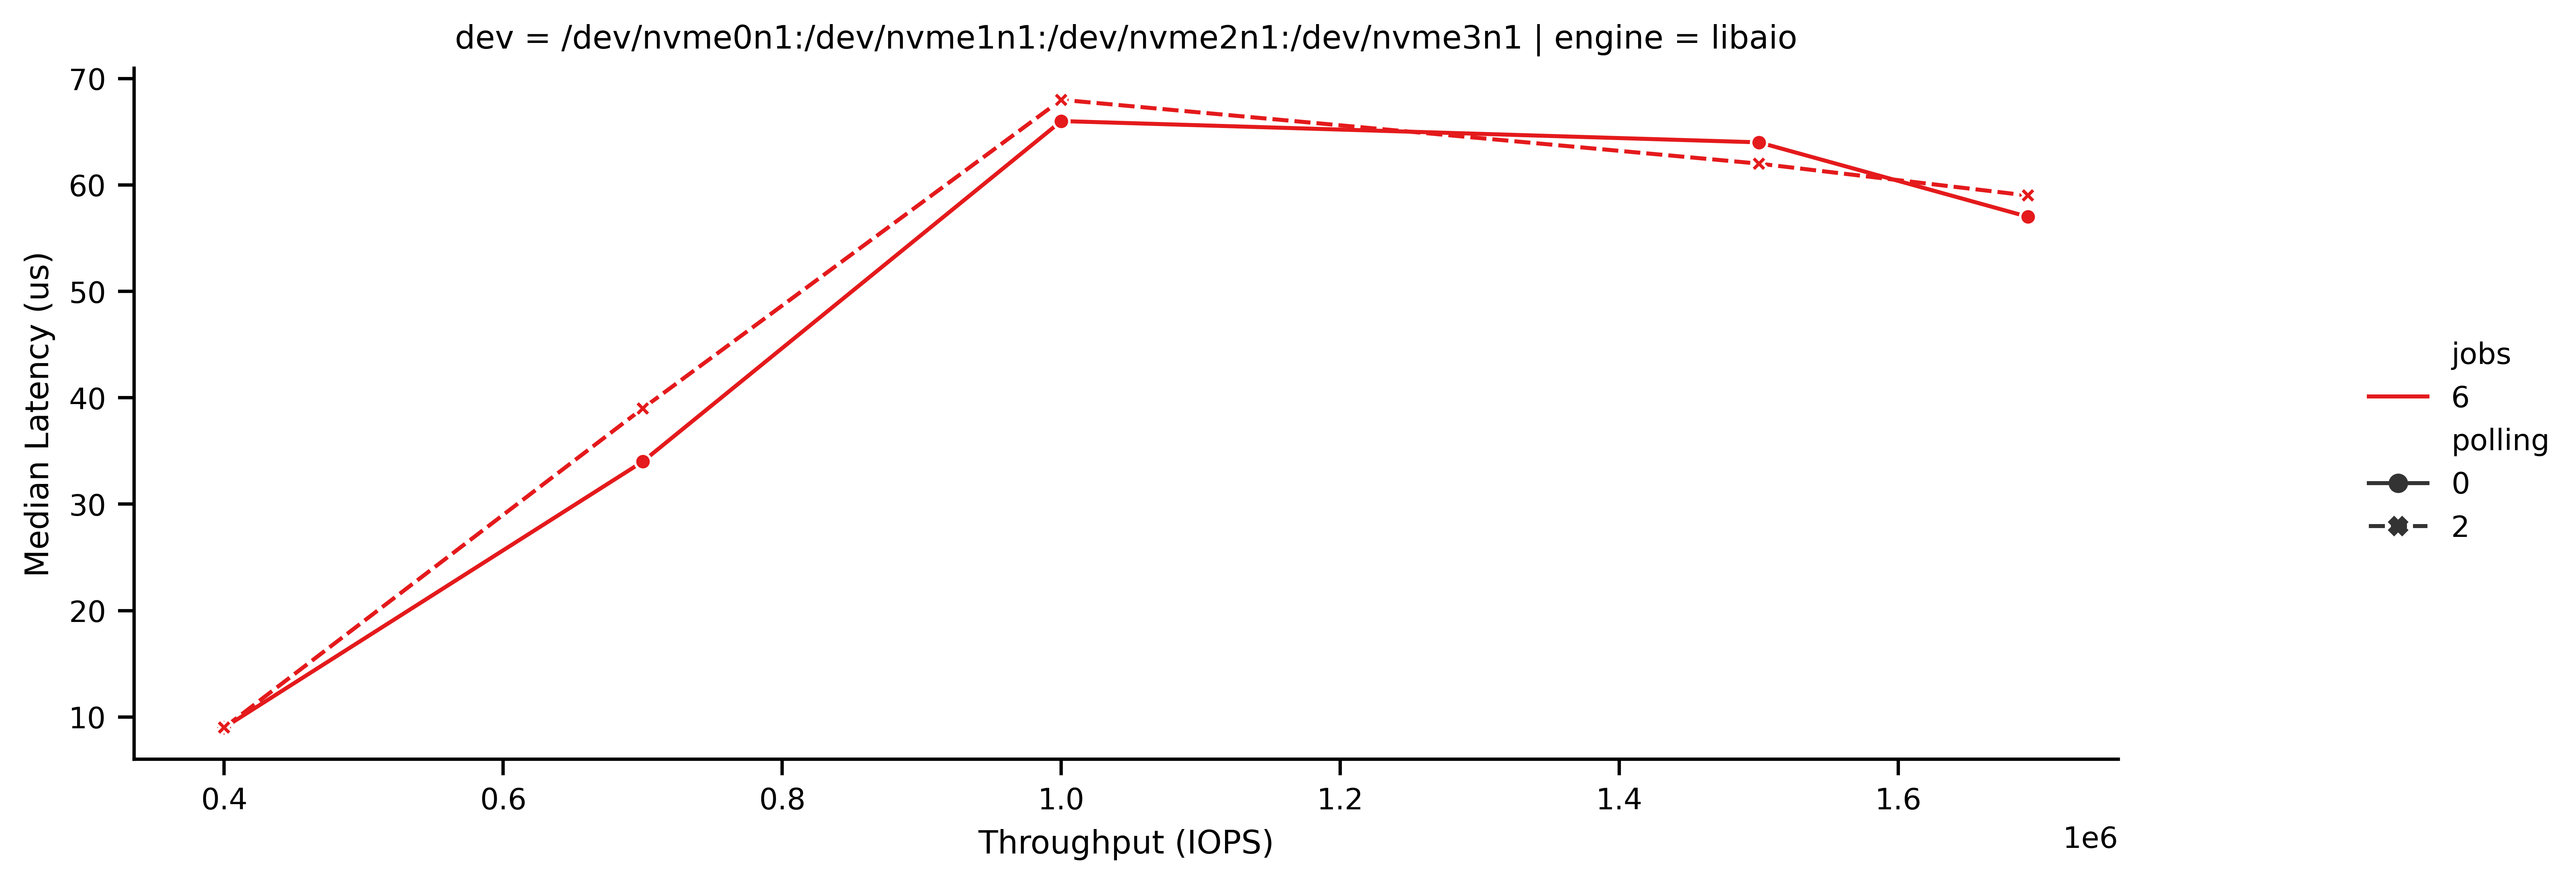 dev = /dev/nvme0n1:/dev/nvme1n1:/dev/nvme2n1:/dev/nvme3n1 | engine = libaio
70
60
50
40
30
20
10
Median Latency (us)
0.4 0.6 0.8 1.0 1.2 1.4 1.6
1e6
Throughput (IOPS)
jobs
6
polling
0
2